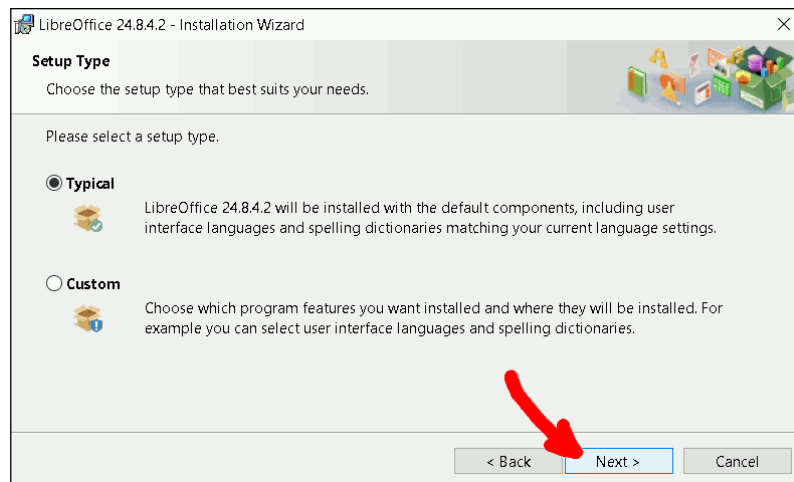 LibreOffice 24.8.4.2 - Installation Wizard
Setup Type
Choose the setup type that best suits your needs.
Please select a setup type.
Typical
LibreOffice 24.8.4.2 will be installed with the default components, including user
interface languages and spelling dictionaries matching your current language settings.
Custom
Choose which program features you want installed and where they will be installed. For
example you can select user interface languages and spelling dictionaries.
< Back
Next >
Cancel